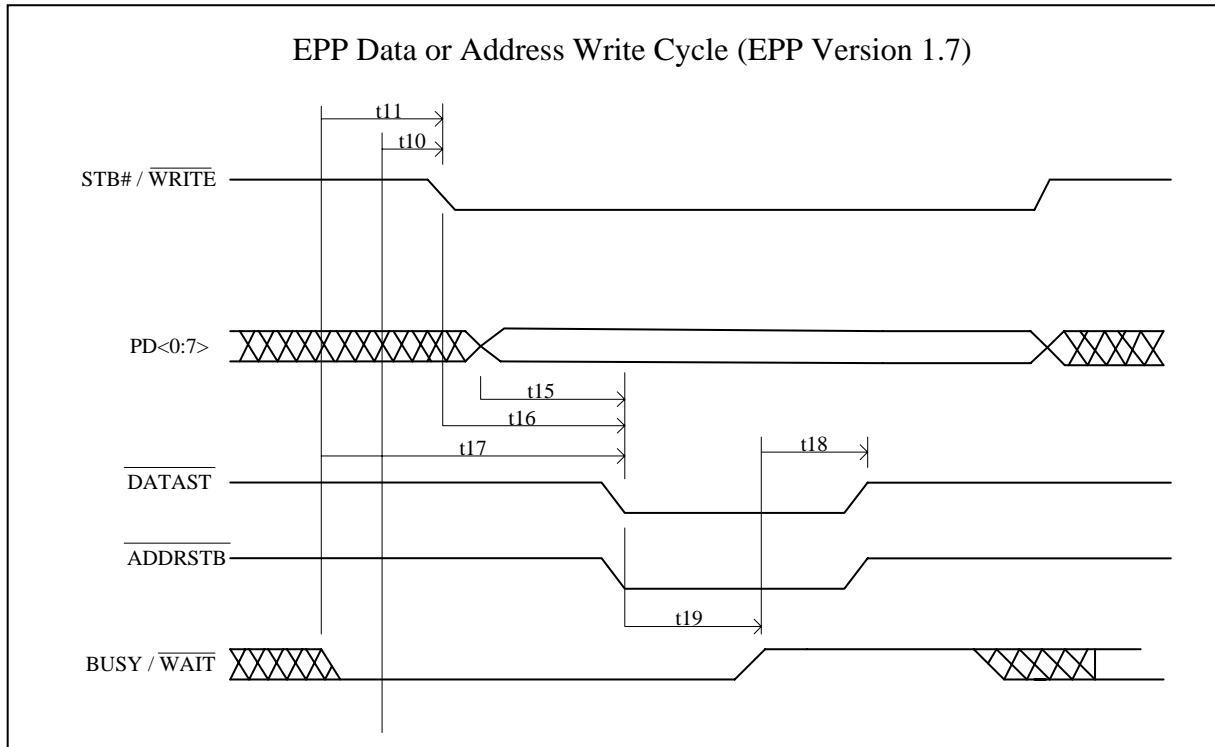 EPP Data or Address Write Cycle (EPP Version 1.7)
t11
t10
STB# / WRITE
PD<0:7>
t15
t16
t17
t18
DATAST
ADDRSTB
t19
BUSY / WAIT